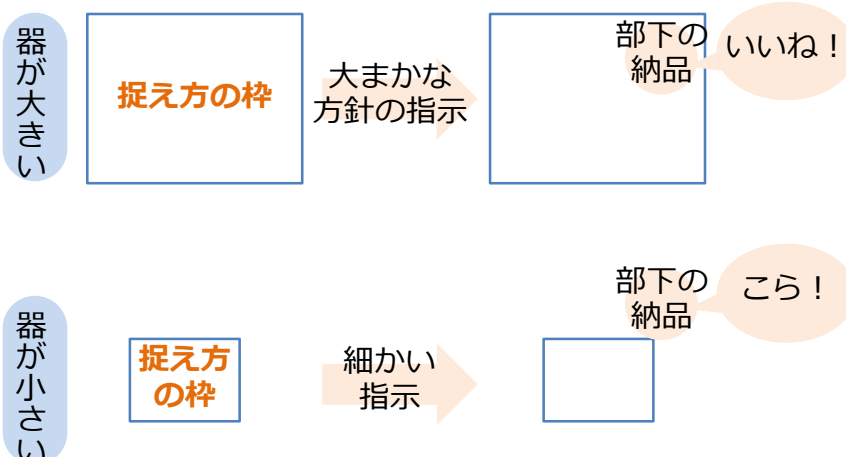 器が大きい
捉え方の枠
大まかな
方針の指示
部下の
納品
いいね！
器が小さい
捉え方
の枠
細かい
指示
部下の
納品
こら！